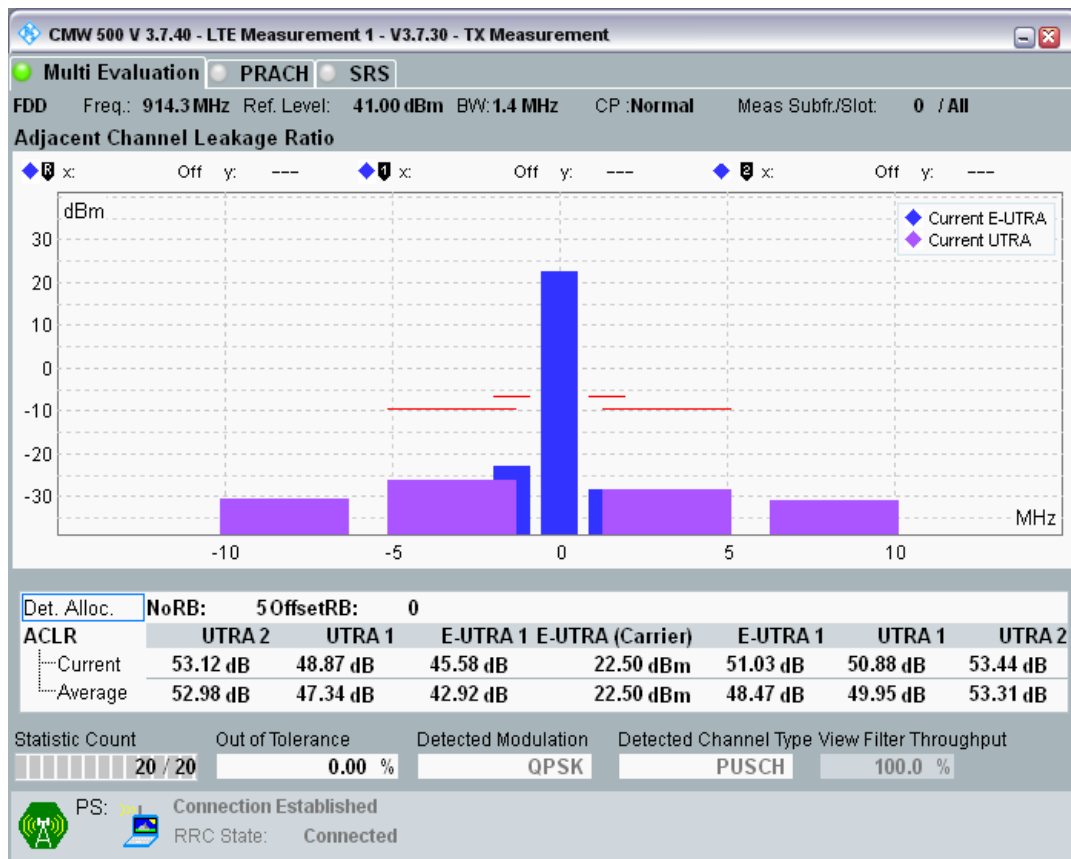 CMW 500 V 3.7.40 - LTE Measurement 1 - V3.7.30 - TX Measurement
Multi Evaluation PRACH SRS
FDD Freq.: 914.3 MHz Ref. Level: 41.00 dBm BW: 1.4 MHz CP :Normal Meas Subfr./Slot: 0 / All
Adjacent Channel Leakage Ratio
R x: Off y: --- 1 x: Off y: --- 2 x: Off y: ---
dBm
Current E-UTRA
Current UTRA
30
20
10
0
-10
-20
-30
MHz
-10 -5 0 5 10
Det. Alloc. NoRB: 5 OffsetRB: 0
ACLR UTRA 2 UTRA 1 E-UTRA 1 E-UTRA (Carrier) E-UTRA 1 UTRA 1 UTRA 2
Current 53.12 dB 48.87 dB 45.58 dB 22.50 dBm 51.03 dB 50.88 dB 53.44 dB
Average 52.98 dB 47.34 dB 42.92 dB 22.50 dBm 48.47 dB 49.95 dB 53.31 dB
Statistic Count Out of Tolerance Detected Modulation Detected Channel Type View Filter Throughput
20 / 20 0.00 % QPSK PUSCH 100.0 %
PS: Connection Established
RRC State: Connected